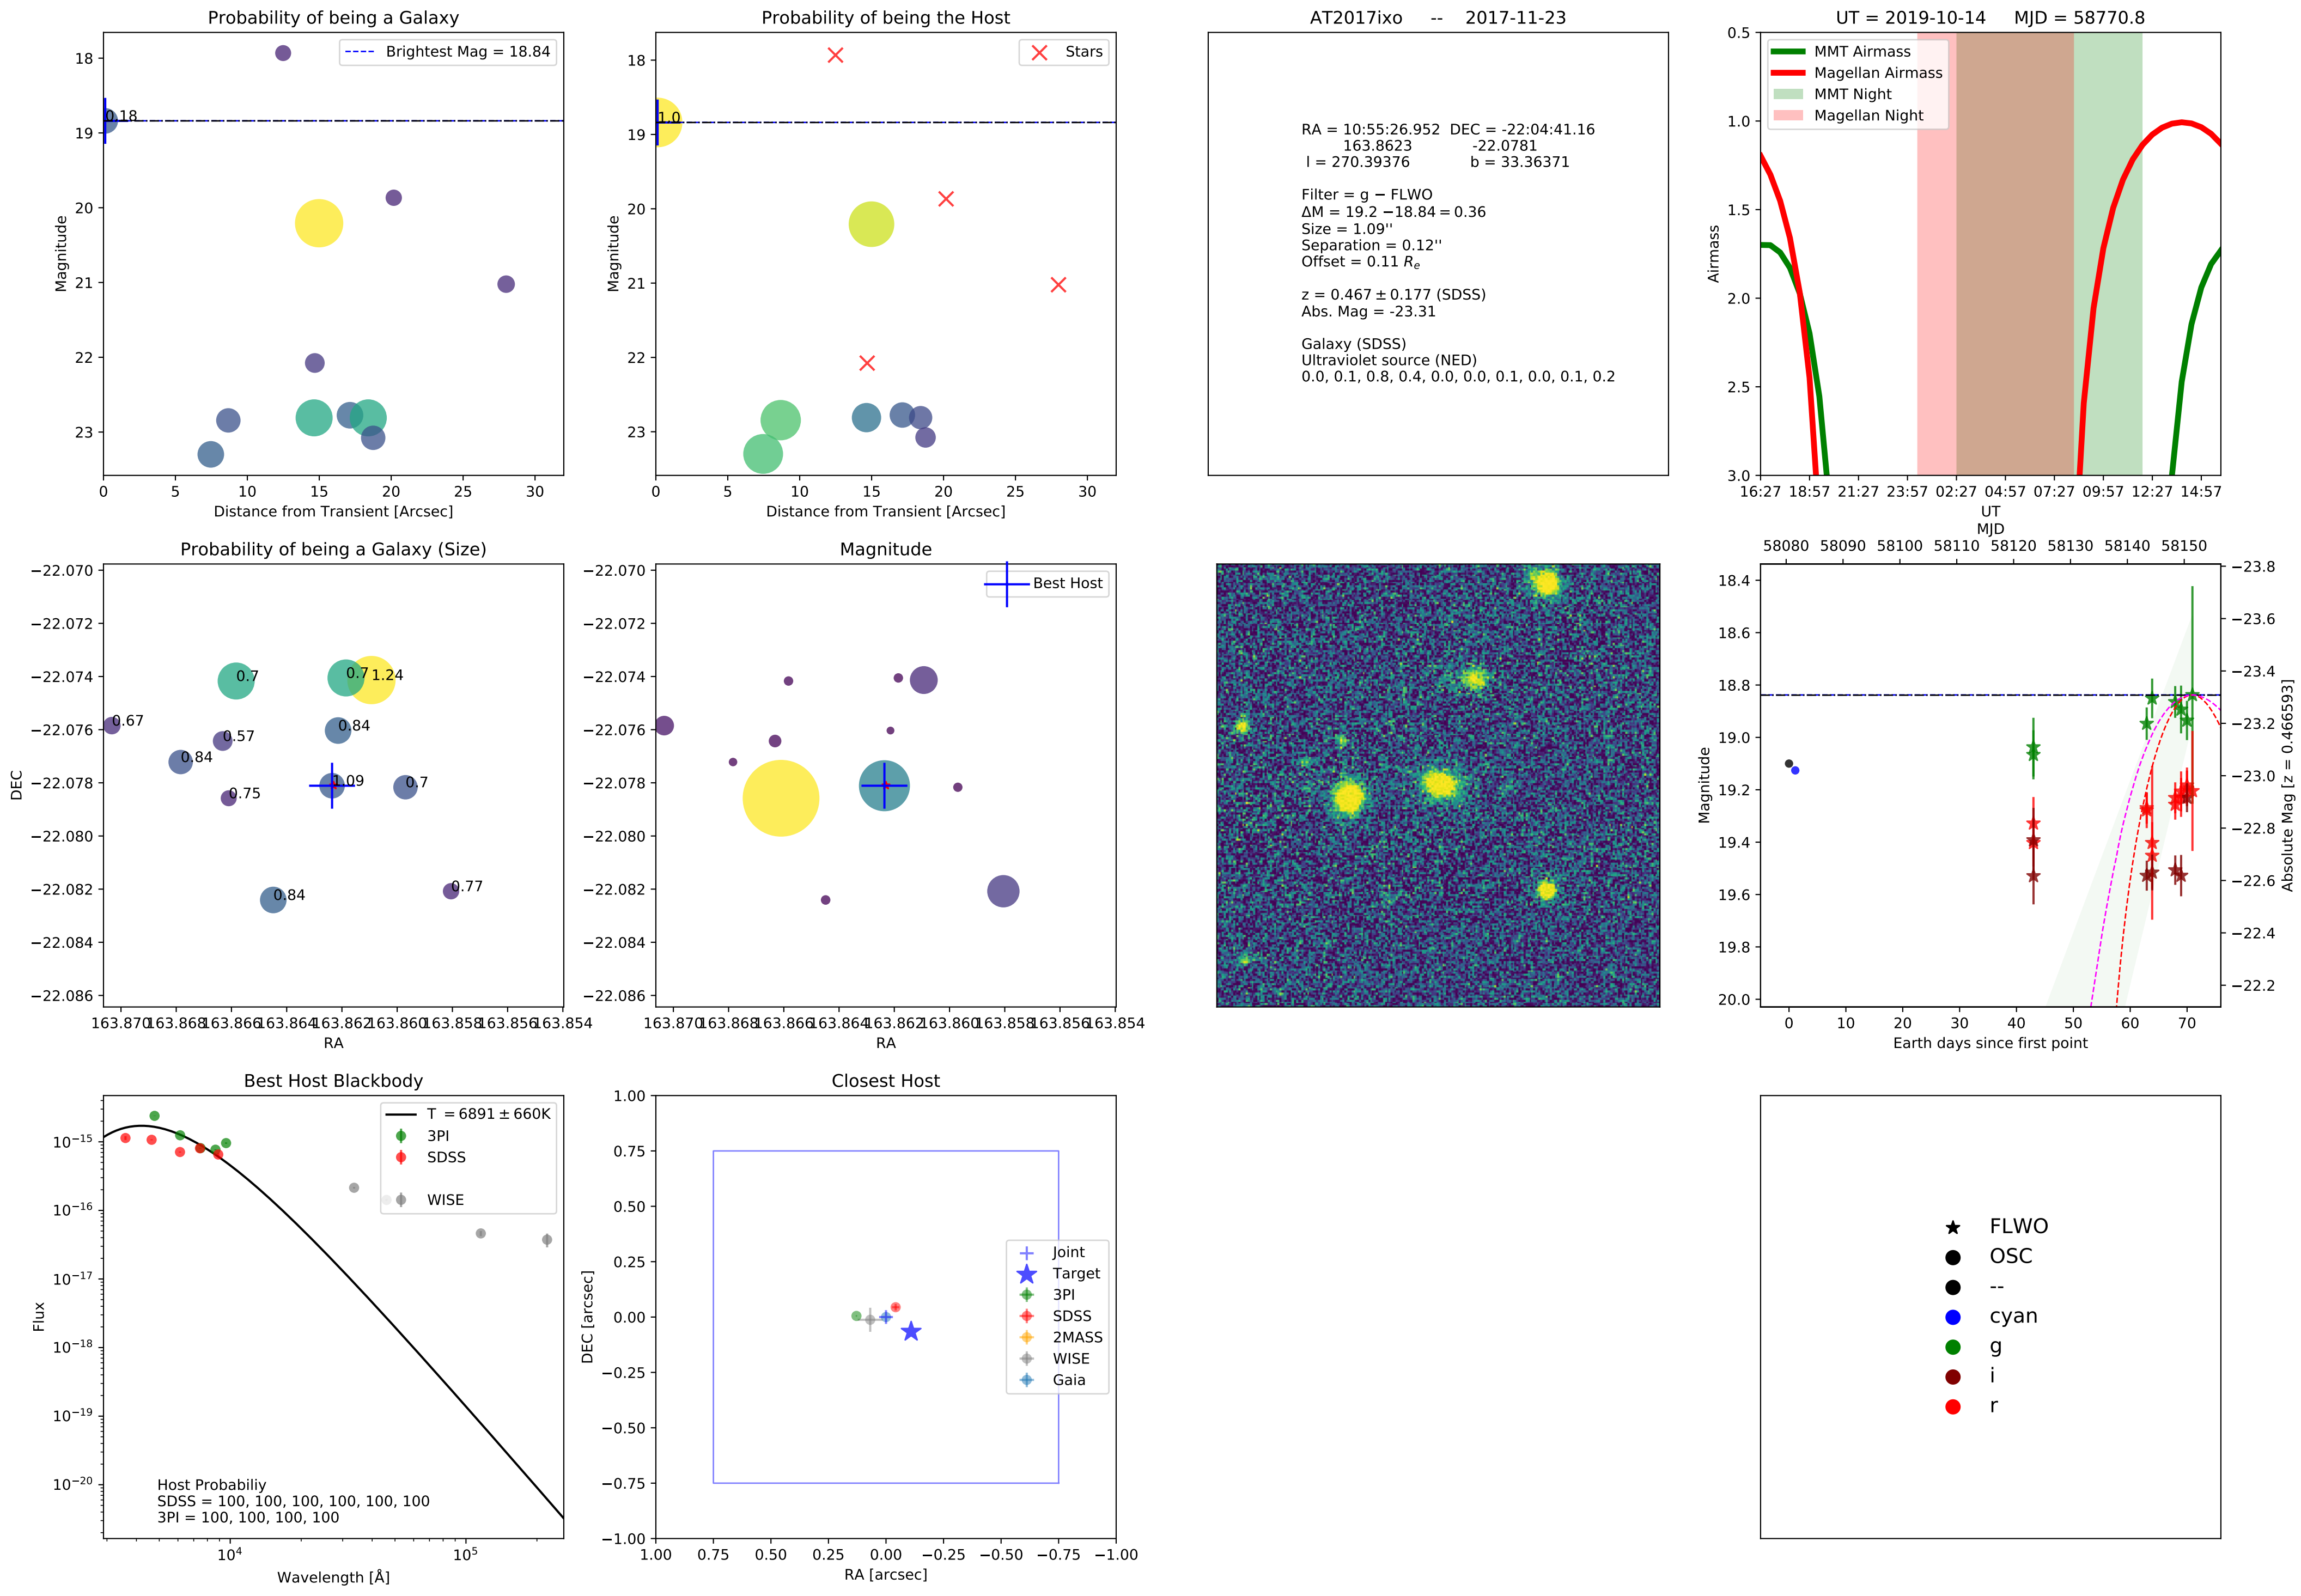 Probability of being a Galaxy
Brightest Mag = 18.84
0.18
18
19
20
21
22
23
Magnitude
0 5 10 15 20 25 30
Distance from Transient [Arcsec]
Probability of being the Host
Stars
1.0
18
19
20
21
22
23
Magnitude
0 5 10 15 20 25 30
Distance from Transient [Arcsec]
AT2017ixo -- 2017-11-23
RA = 10:55:26.952 DEC = -22:04:41.16
163.8623 -22.0781
l = 270.39376 b = 33.36371
Filter = g − FLWO
ΔM = 19.2 −18.84 = 0.36
Size = 1.09''
Separation = 0.12''
Offset = 0.11 Re
z = 0.467 ± 0.177 (SDSS)
Abs. Mag = -23.31
Galaxy (SDSS)
Ultraviolet source (NED)
0.0, 0.1, 0.8, 0.4, 0.0, 0.0, 0.1, 0.0, 0.1, 0.2
UT = 2019-10-14 MJD = 58770.8
MMT Airmass
Magellan Airmass
MMT Night
Magellan Night
0.5
1.0
1.5
2.0
2.5
3.0
Airmass
16:27 18:57 21:27 23:57 02:27 04:57 07:27 09:57 12:27 14:57
UT
Probability of being a Galaxy (Size)
−22.070
−22.072
−22.074
−22.076
−22.078
−22.080
−22.082
−22.084
−22.086
DEC
0.7
0.7
1.24
0.67
0.57
0.84
0.84
1.09
0.75
0.7
0.84
0.77
163.870 163.868 163.866 163.864 163.862 163.860 163.858 163.856 163.854
RA
Magnitude
Best Host
−22.070
−22.072
−22.074
−22.076
−22.078
−22.080
−22.082
−22.084
−22.086
163.870 163.868 163.866 163.864 163.862 163.860 163.858 163.856 163.854
RA
MJD
58080 58090 58100 58110 58120 58130 58140 58150
18.4
18.6
18.8
19.0
19.2
19.4
19.6
19.8
20.0
Magnitude
−23.8
−23.6
−23.4
−23.2
−23.0
−22.8
−22.6
−22.4
−22.2
Absolute Mag [z = 0.466593]
0 10 20 30 40 50 60 70
Earth days since first point
Best Host Blackbody
T = 6891 ± 660K
3PI
SDSS
WISE
10−15
10−16
10−17
10−18
10−19
10−20
Flux
Host Probabiliy
SDSS = 100, 100, 100, 100, 100, 100
3PI = 100, 100, 100, 100
104 105
Wavelength [Å]
Closest Host
1.00
0.75
0.50
0.25
0.00
−0.25
−0.50
−0.75
−1.00
DEC [arcsec]
Joint
Target
3PI
SDSS
2MASS
WISE
Gaia
1.00 0.75 0.50 0.25 0.00 −0.25 −0.50 −0.75 −1.00
RA [arcsec]
FLWO
OSC
--
cyan
g
i
r